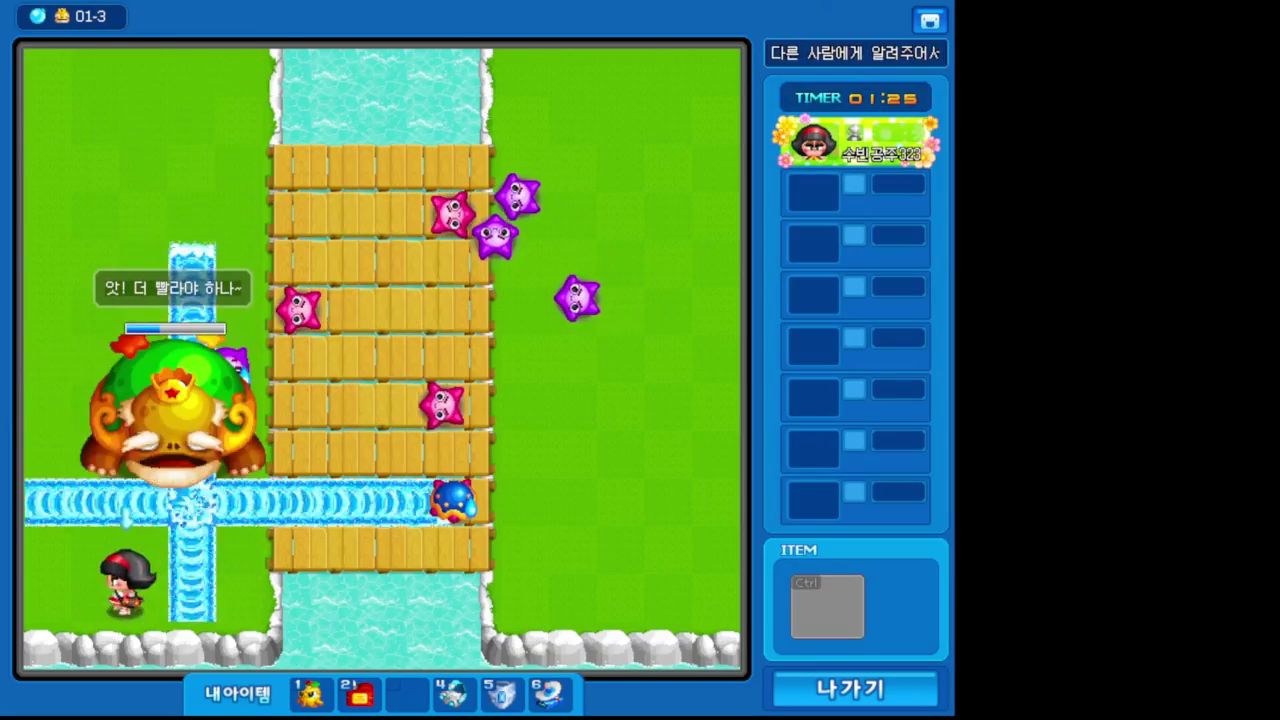 01-3
다른 사람에게 알려주어ㅅ
TIMER 01:25
수빈공주323
앗! 더 빨라야 하나~
ITEM
Ctrl
내아이템 1 2 4 5 6
나가기